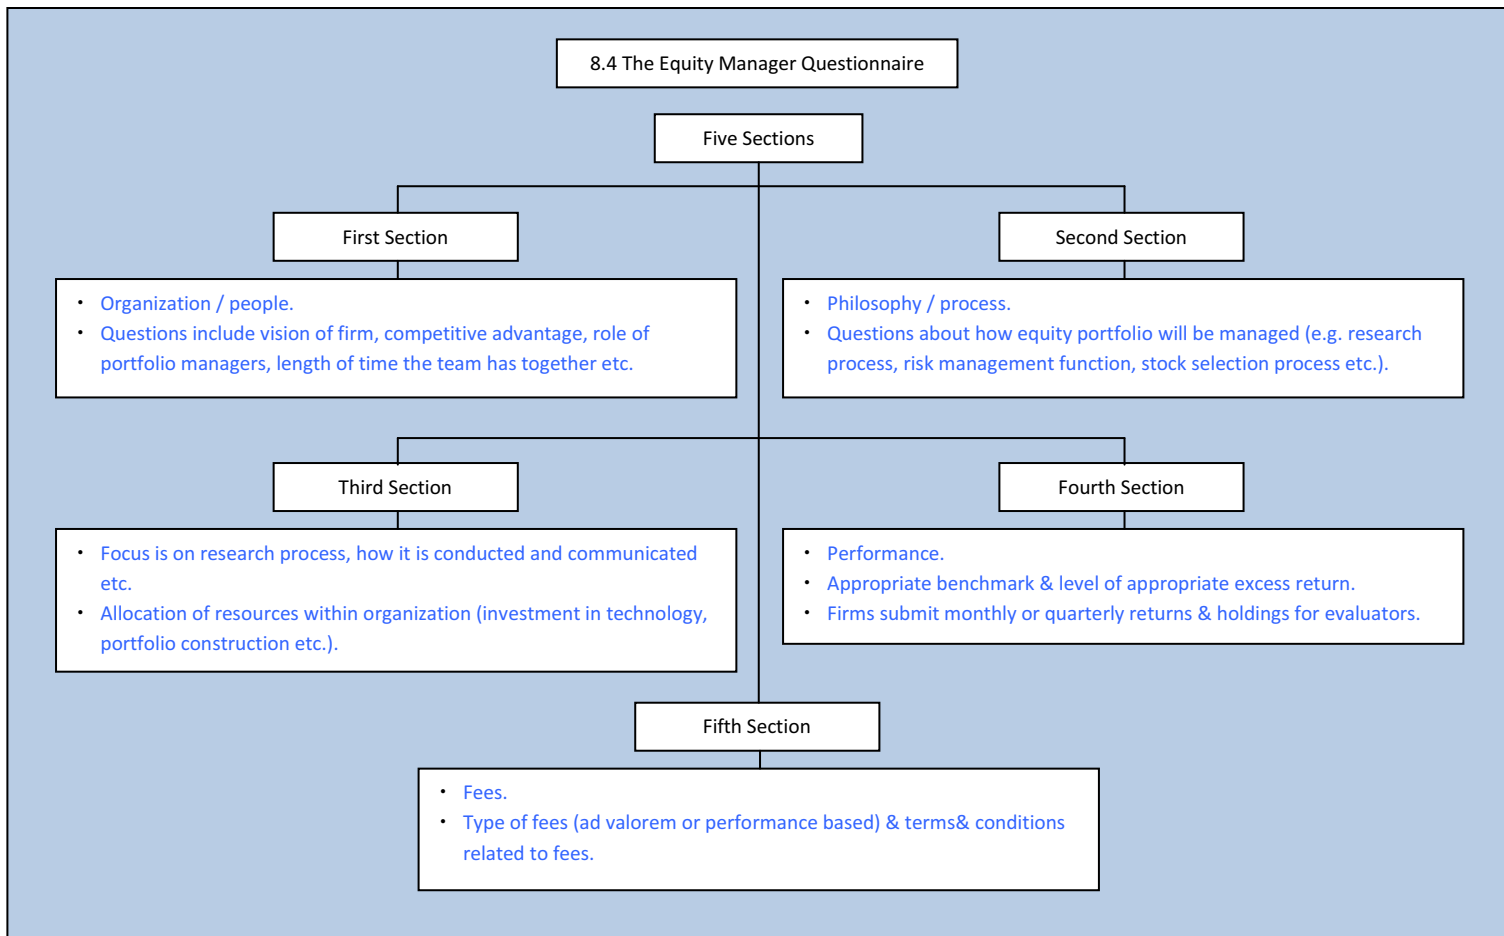 8.4 The Equity Manager Questionnaire
Five Sections
First Section
• Organization / people.
• Questions include vision of firm, competitive advantage, role of
portfolio managers, length of time the team has together etc.
Second Section
• Philosophy / process.
• Questions about how equity portfolio will be managed (e.g. research
process, risk management function, stock selection process etc.).
Third Section
• Focus is on research process, how it is conducted and communicated
etc.
• Allocation of resources within organization (investment in technology,
portfolio construction etc.).
Fourth Section
• Performance.
• Appropriate benchmark & level of appropriate excess return.
• Firms submit monthly or quarterly returns & holdings for evaluators.
Fifth Section
• Fees.
• Type of fees (ad valorem or performance based) & terms& conditions
related to fees.